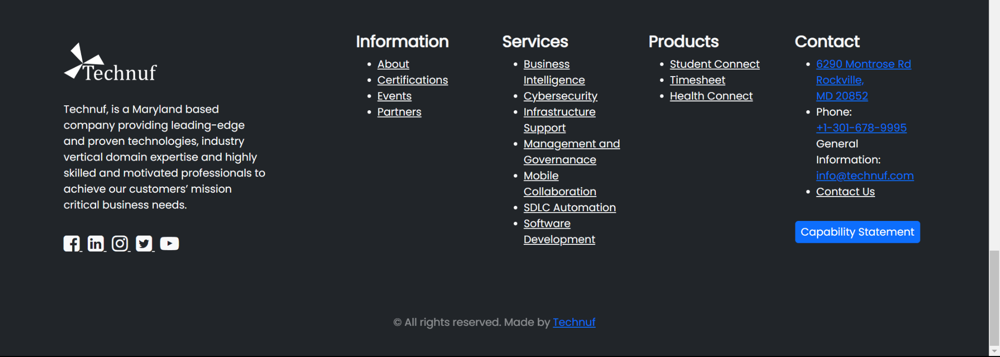 Technuf
Technuf, is a Maryland based
company providing leading-edge
and proven technologies, industry
vertical domain expertise and highly
skilled and motivated professionals to
achieve our customers’ mission
critical business needs.
Information
About
Certifications
Events
Partners
Services
Business
Intelligence
Cybersecurity
Infrastructure
Support
Management and
Governanace
Mobile
Collaboration
SDLC Automation
Software
Development
Products
Student Connect
Timesheet
Health Connect
Contact
6290 Montrose Rd
Rockville,
MD 20852
Phone:
+1-301-678-9995
General
Information:
info@technuf.com
Contact Us
Capability Statement
© All rights reserved. Made by Technuf